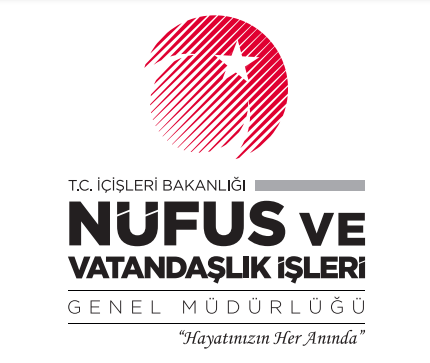 T.C. İÇİŞLERİ BAKANLIĞI
NÜFUS VE
VATANDAŞLIK İŞLERİ
GENEL MÜDÜRLÜĞÜ
“Hayatınızın Her Anında”